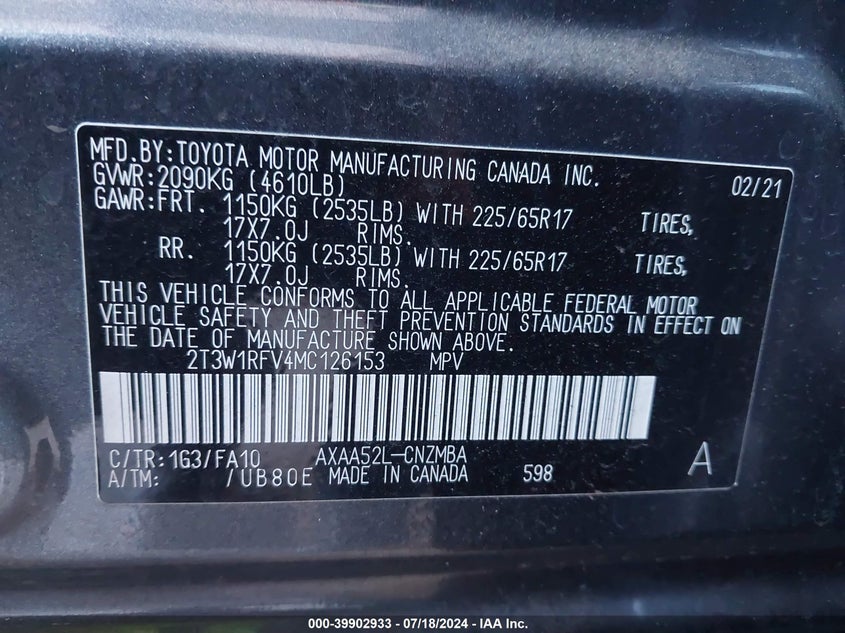 MFD.BY:TOYOTA MOTOR MANUFACTURING CANADA INC. 02/21
GVWR:2090KG (4610LB)
GAWR:FRT. 1150KG (2535LB) WITH 225/65R17 TIRES,
17X7.0J RIMS.
RR. 1150KG (2535LB) WITH 225/65R17 TIRES,
17X7.0J RIMS.
THIS VEHICLE CONFORMS TO ALL APPLICABLE FEDERAL MOTOR
VEHICLE SAFETY AND THEFT PREVENTION STANDARDS IN EFFECT ON
THE DATE OF MANUFACTURE SHOWN ABOVE.
2T3W1RFV4MC126153 MPV
C/TR:1G3/FA10 AXAA52L-CNZMBA A
A/TM: /UB80E MADE IN CANADA 598
000-39902933 - 07/18/2024 - IAA Inc.